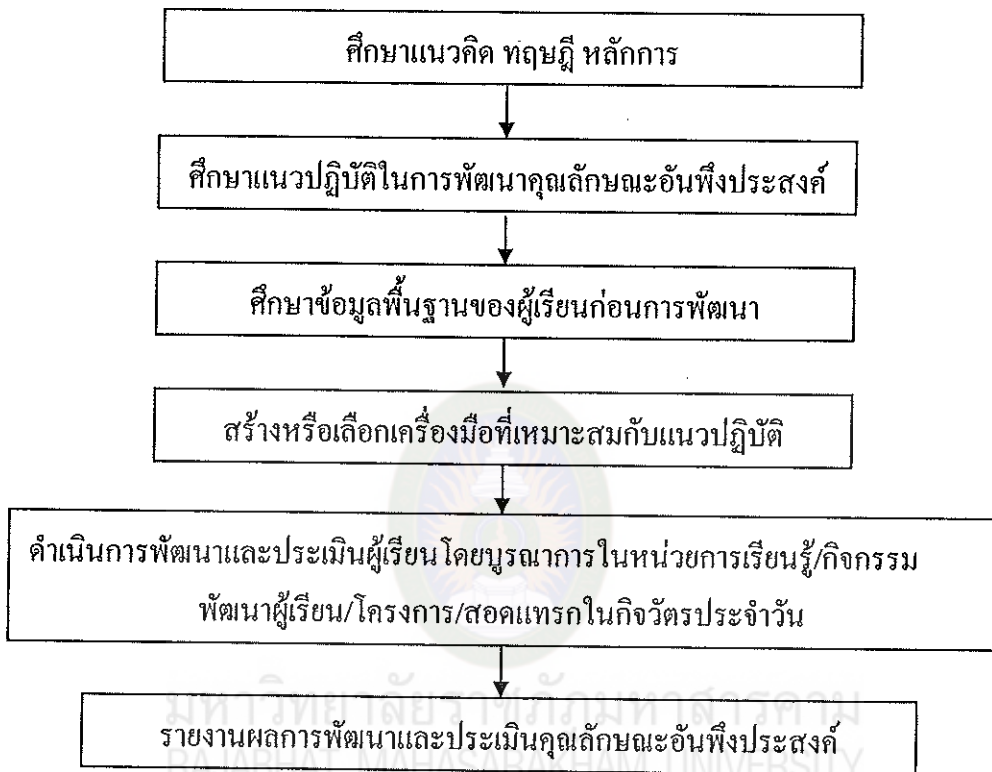 ศึกษาแนวคิด ทฤษฎี หลักการ
ศึกษาแนวปฏิบัติในการพัฒนาคุณลักษณะอันพึงประสงค์
ศึกษาข้อมูลพื้นฐานของผู้เรียนก่อนการพัฒนา
สร้างหรือเลือกเครื่องมือที่เหมาะสมกับแนวปฏิบัติ
ดำเนินการพัฒนาและประเมินผู้เรียนโดยบูรณาการในหน่วยการเรียนรู้/กิจกรรม
พัฒนาผู้เรียน/โครงการ/สอดแทรกในกิจวัตรประจำวัน
มหาวิทยาลัยราชภัฏมหาสารคาม
รายงานผลการพัฒนาและประเมินคุณลักษณะอันพึงประสงค์
RAJABHAT MAHASARAKHAM UNIVERSITY